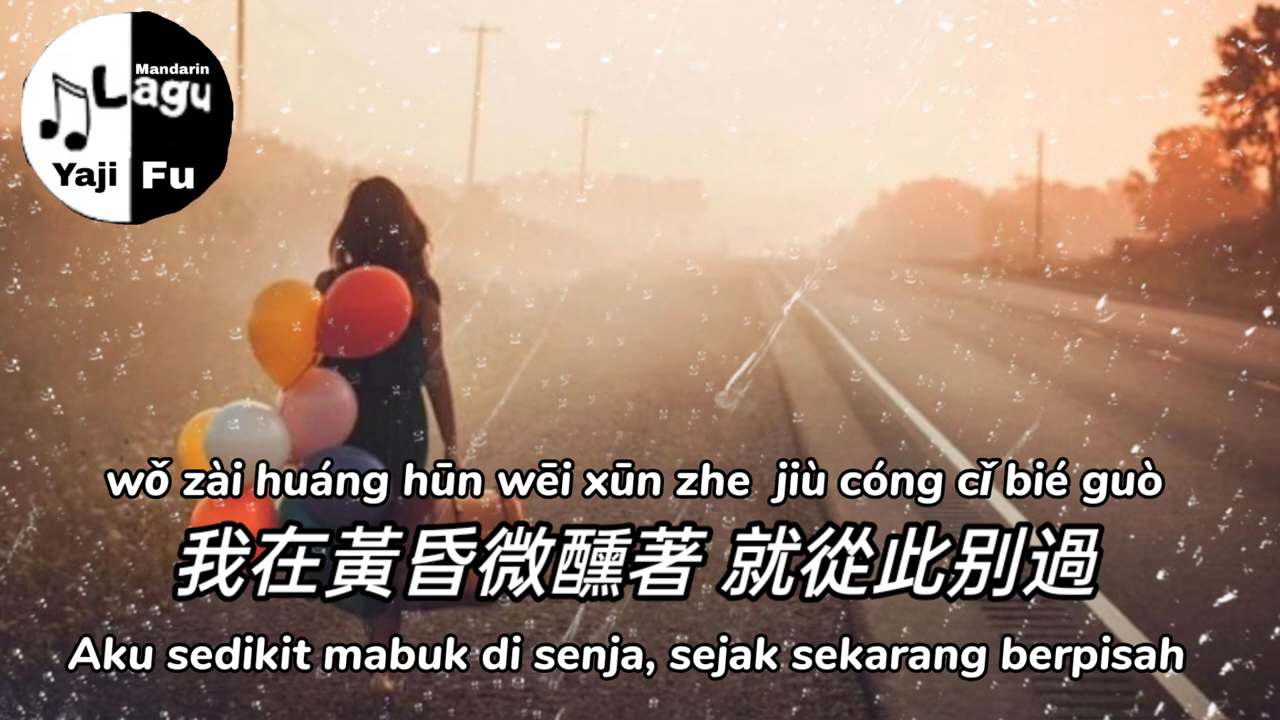 Mandarin
Lagu
Yaji Fu
wǒ zài huáng hūn wēi xūn zhe jiù cóng cǐ bié guò
我在黃昏微醺著 就從此别過
Aku sedikit mabuk di senja, sejak sekarang berpisah